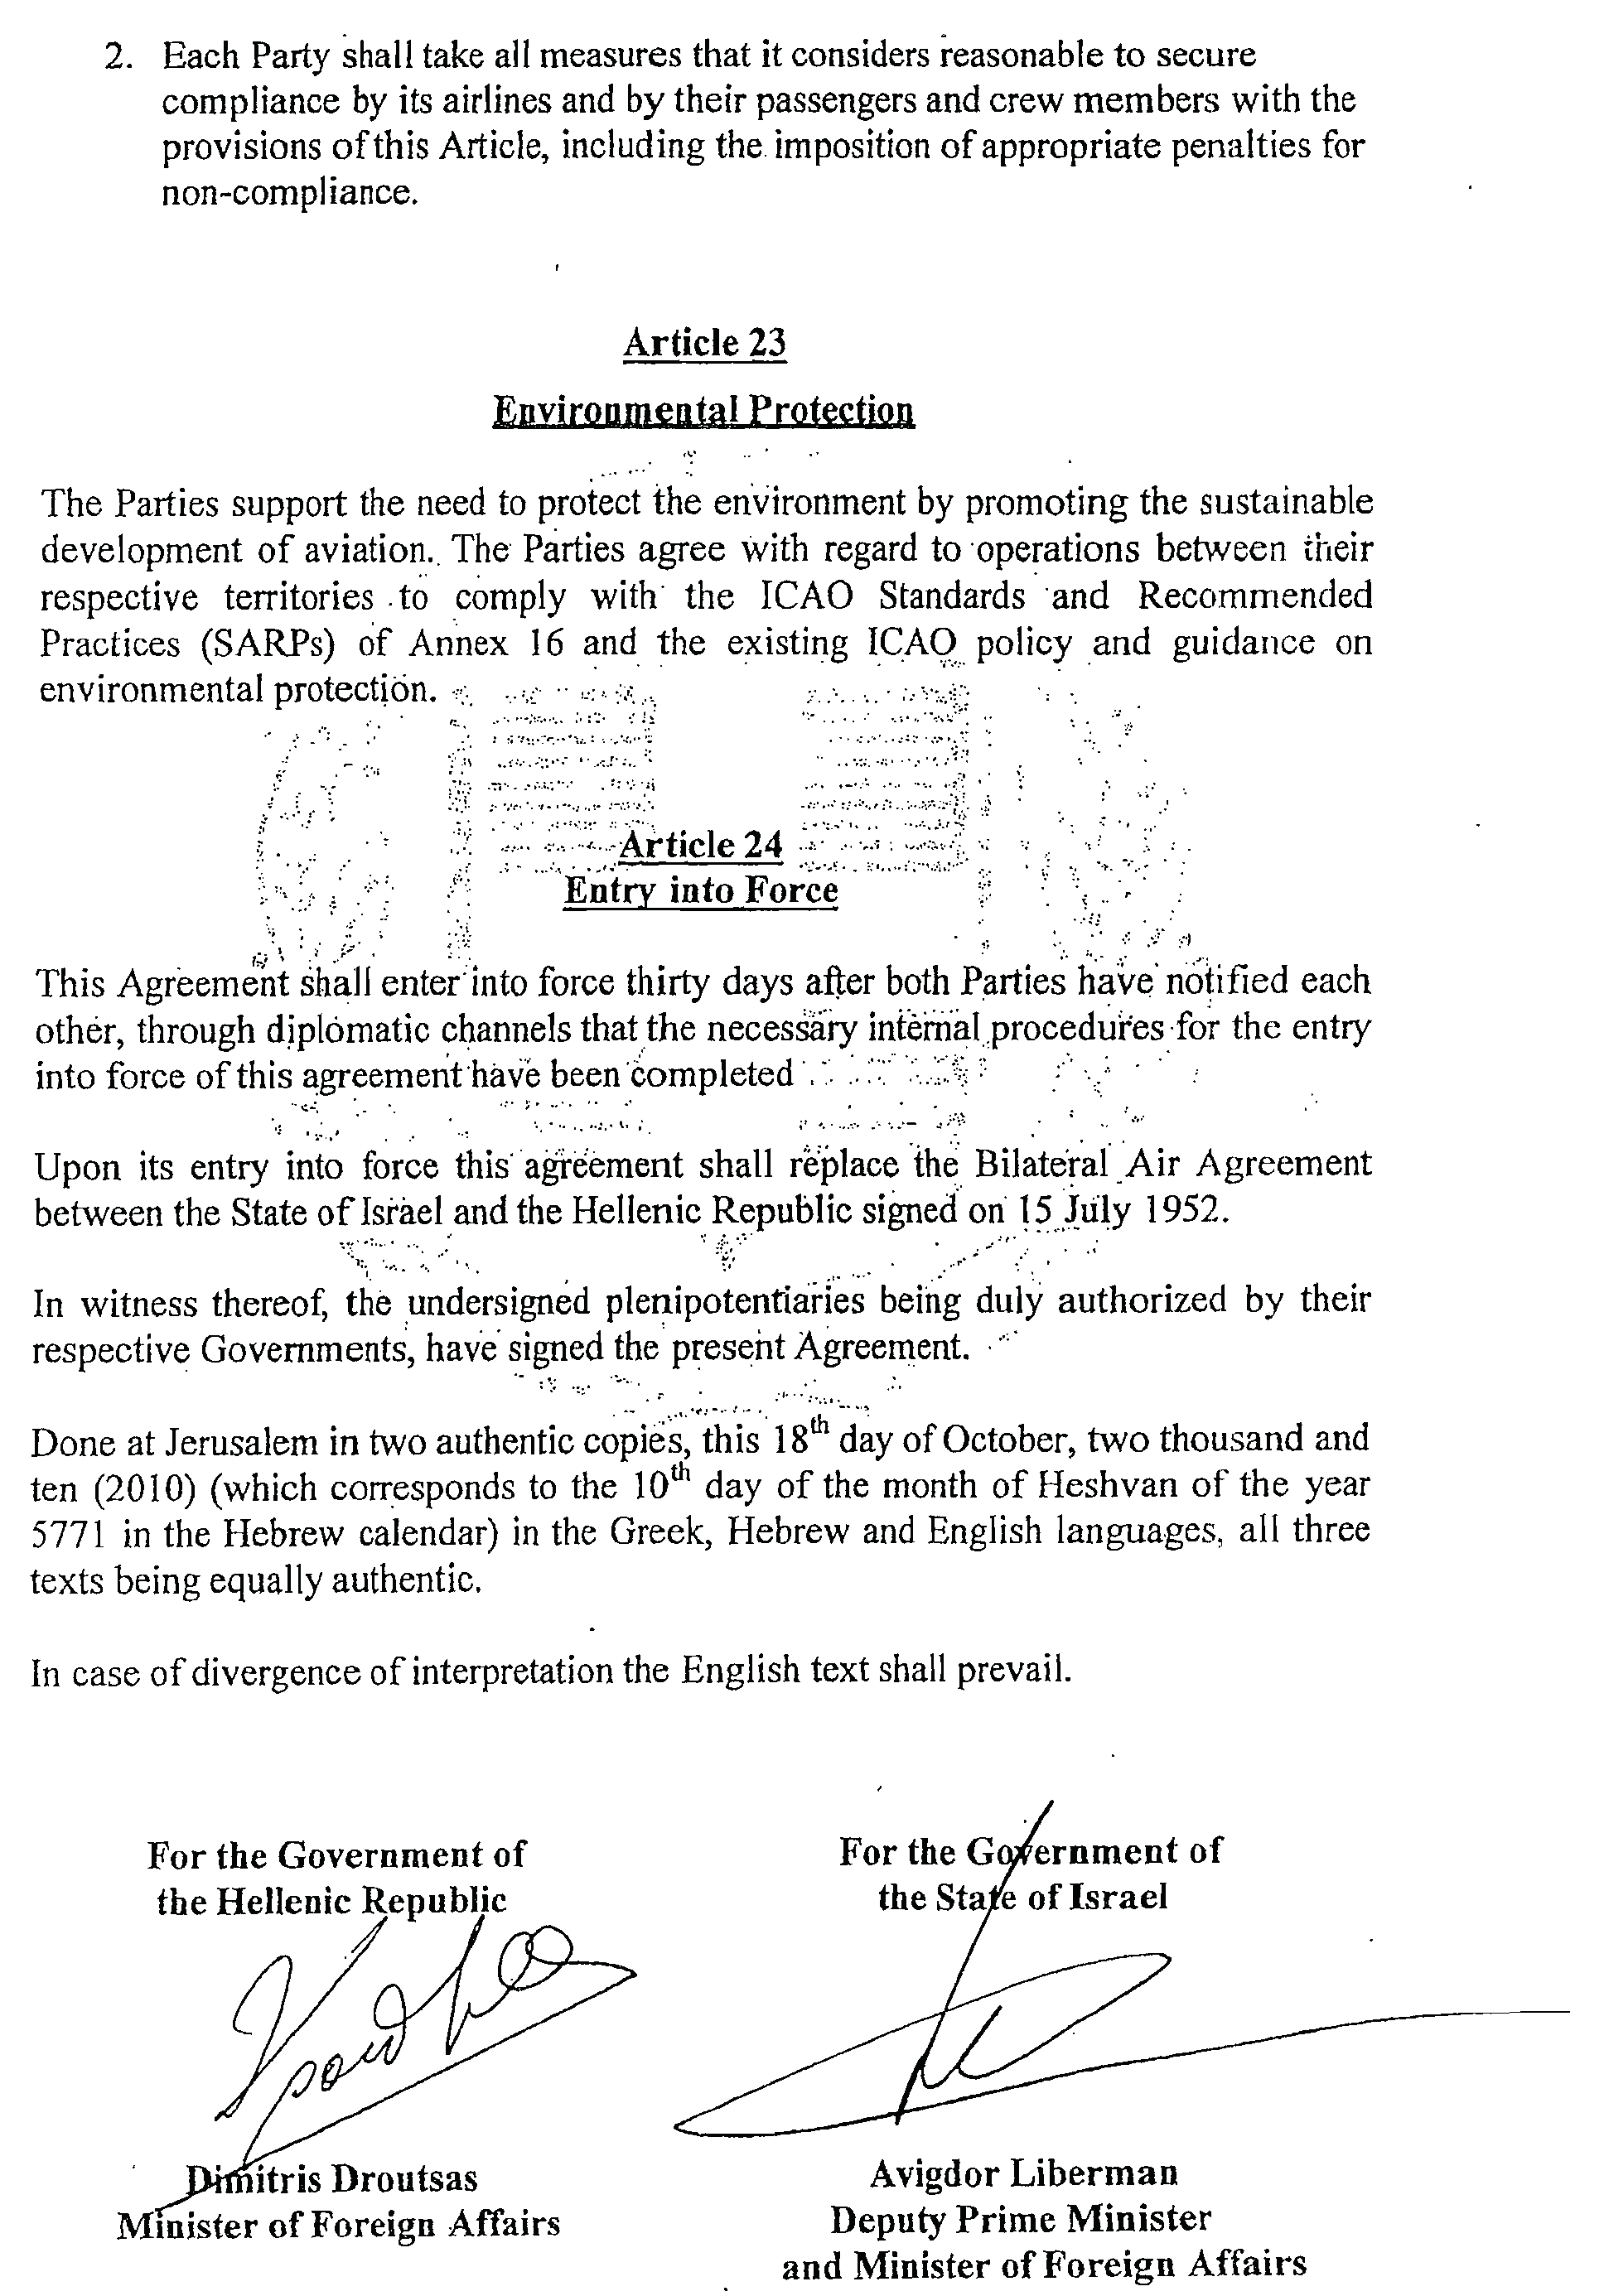 2. Each Party shall take all measures that it considers reasonable to secure
compliance by its airlines and by their passengers and crew members with the
provisions of this Article, including the imposition of appropriate penalties for
non-compliance.
Article 23
Environmental Protection
The Parties support the need to protect the environment by promoting the sustainable
development of aviation. The Parties agree with regard to operations between their
respective territories to comply with the ICAO Standards and Recommended
Practices (SARPs) of Annex 16 and the existing ICAO policy and guidance on
environmental protection.
Article 24
Entry into Force
This Agreement shall enter into force thirty days after both Parties have notified each
other, through diplomatic channels that the necessary internal procedures for the entry
into force of this agreement have been completed
Upon its entry into force this agreement shall replace the Bilateral Air Agreement
between the State of Israel and the Hellenic Republic signed on 15 July 1952.
In witness thereof, the undersigned plenipotentiaries being duly authorized by their
respective Governments, have signed the present Agreement.
Done at Jerusalem in two authentic copies, this 18th day of October, two thousand and
ten (2010) (which corresponds to the 10th day of the month of Heshvan of the year
5771 in the Hebrew calendar) in the Greek, Hebrew and English languages, all three
texts being equally authentic.
In case of divergence of interpretation the English text shall prevail.
For the Government of
the Hellenic Republic
Dimitris Droutsas
Minister of Foreign Affairs
For the Government of
the State of Israel
Avigdor Liberman
Deputy Prime Minister
and Minister of Foreign Affairs